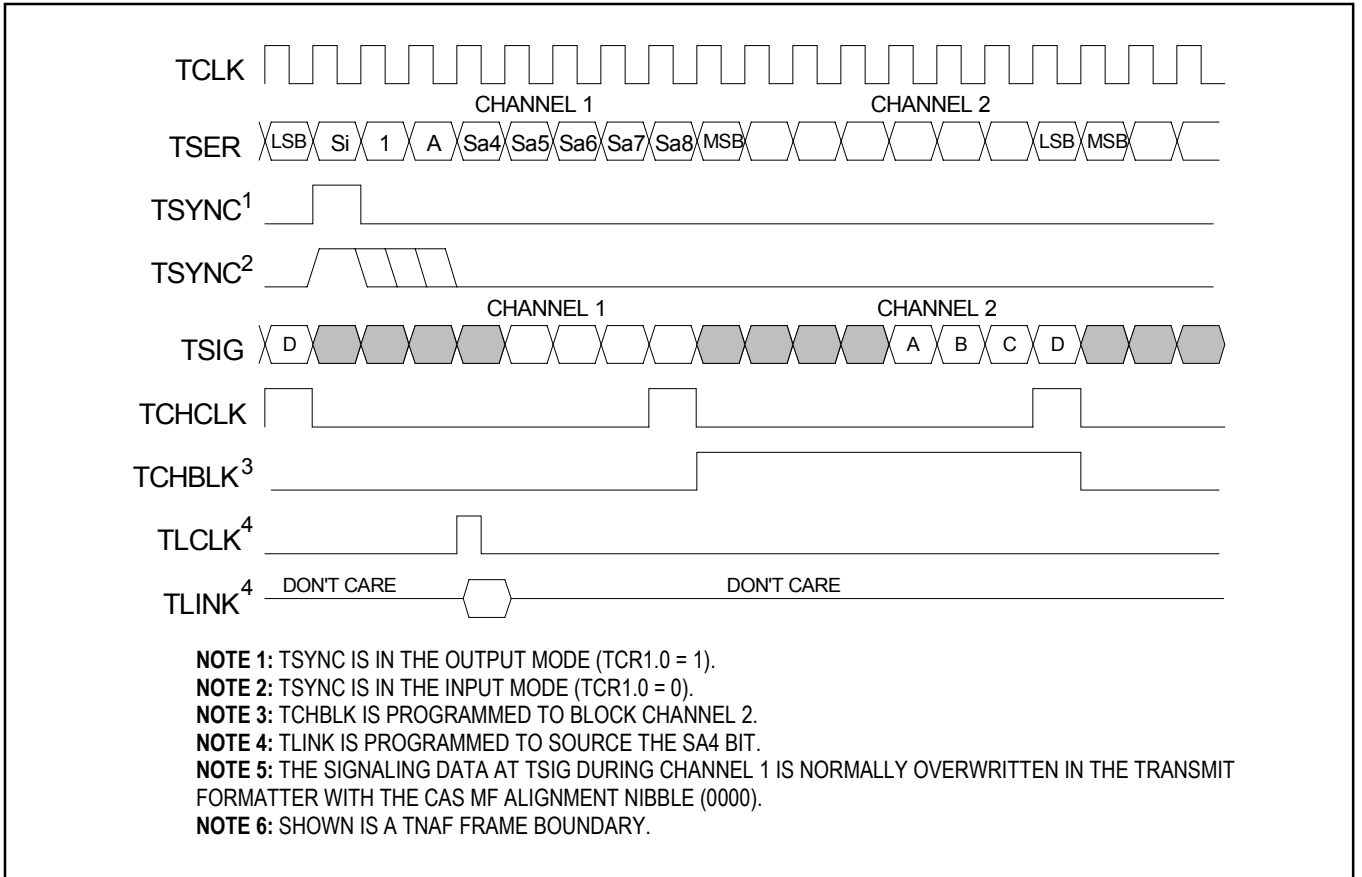 TCLK
CHANNEL 1 CHANNEL 2
TSER LSB Si 1 A Sa4 Sa5 Sa6 Sa7 Sa8 MSB LSB MSB
TSYNC1
TSYNC2
CHANNEL 1 CHANNEL 2
TSIG D A B C D
TCHCLK
TCHBLK3
TLCLK4
DON'T CARE DON'T CARE
TLINK4
NOTE 1: TSYNC IS IN THE OUTPUT MODE (TCR1.0 = 1).
NOTE 2: TSYNC IS IN THE INPUT MODE (TCR1.0 = 0).
NOTE 3: TCHBLK IS PROGRAMMED TO BLOCK CHANNEL 2.
NOTE 4: TLINK IS PROGRAMMED TO SOURCE THE SA4 BIT.
NOTE 5: THE SIGNALING DATA AT TSIG DURING CHANNEL 1 IS NORMALLY OVERWRITTEN IN THE TRANSMIT
FORMATTER WITH THE CAS MF ALIGNMENT NIBBLE (0000).
NOTE 6: SHOWN IS A TNAF FRAME BOUNDARY.